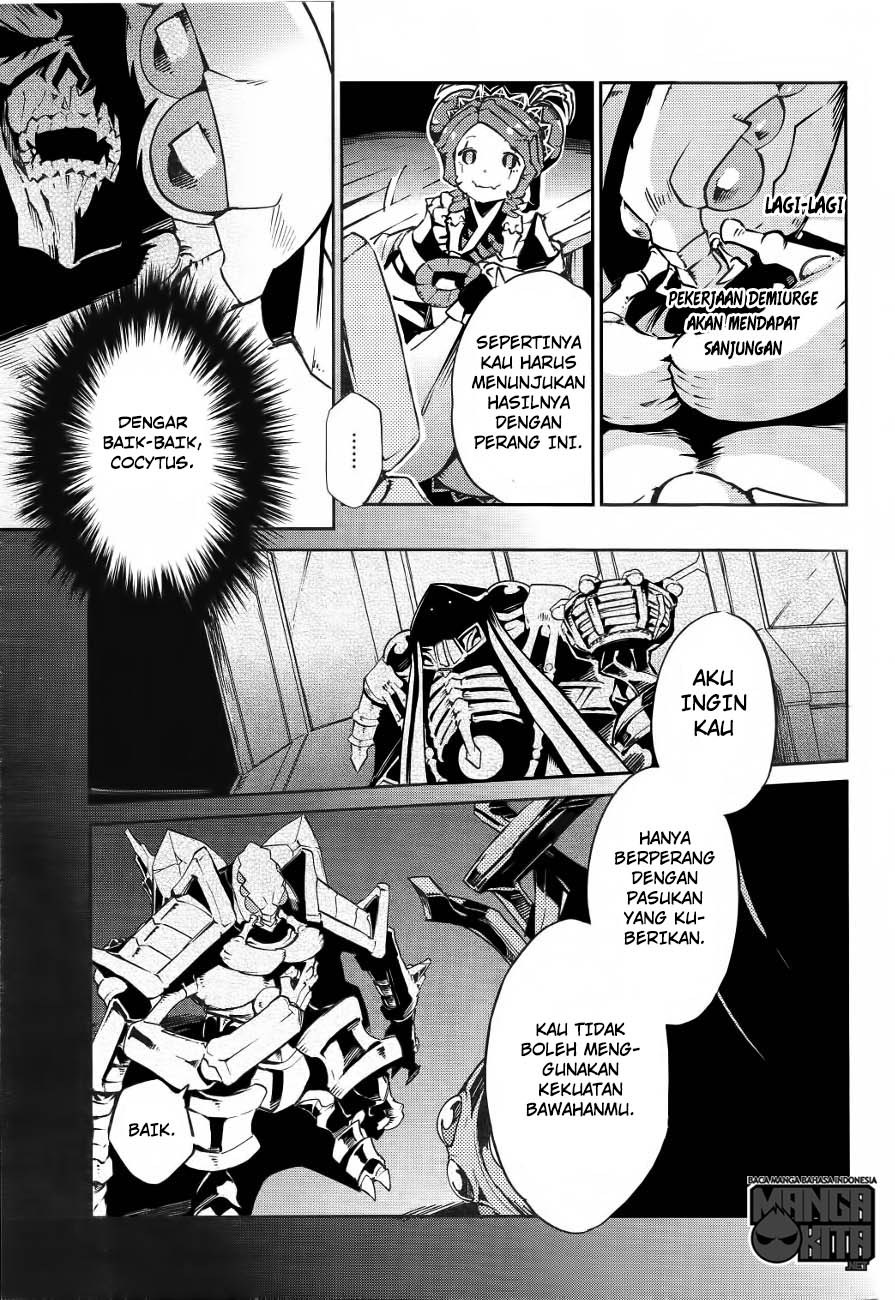 LAGI-LAGI
PEKERJAAN DEMIURGE
AKAN MENDAPAT
SANJUNGAN
SEPERTINYA
KAU HARUS
MENUNJUKAN
HASILNYA
DENGAN
PERANG INI.
......
DENGAR
BAIK-BAIK,
COCYTUS.
AKU
INGIN
KAU
HANYA
BERPERANG
DENGAN
PASUKAN
YANG KU-
BERIKAN.
KAU TIDAK
BOLEH MENG-
GUNAKAN
KEKUATAN
BAWAHANMU.
BAIK.
BACA MANGA BAHASA INDONESIA
MANGA
KITA
.NET